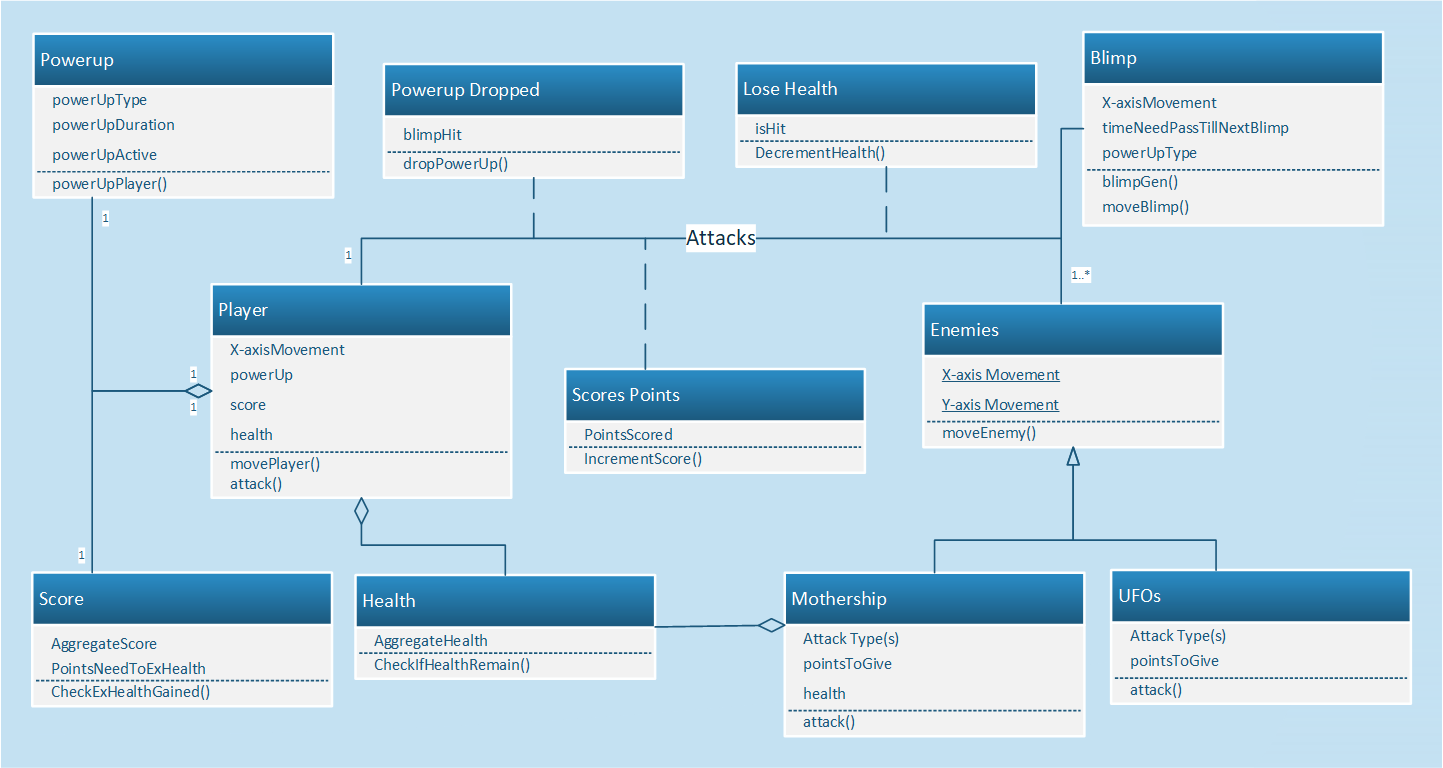 Powerup
powerUpType
powerUpDuration
powerUpActive
powerUpPlayer()
Powerup Dropped
blimpHit
dropPowerUp()
Lose Health
isHit
DecrementHealth()
Blimp
X-axisMovement
timeNeedPassTillNextBlimp
powerUpType
blimpGen()
moveBlimp()
1
Attacks
1
1..*
Player
X-axisMovement
powerUp
score
health
movePlayer()
attack()
1
1
Scores Points
PointsScored
IncrementScore()
Enemies
X-axis Movement
Y-axis Movement
moveEnemy()
1
Score
AggregateScore
PointsNeedToExHealth
CheckExHealthGained()
Health
AggregateHealth
CheckIfHealthRemain()
Mothership
Attack Type(s)
pointsToGive
health
attack()
UFOs
Attack Type(s)
pointsToGive
attack()